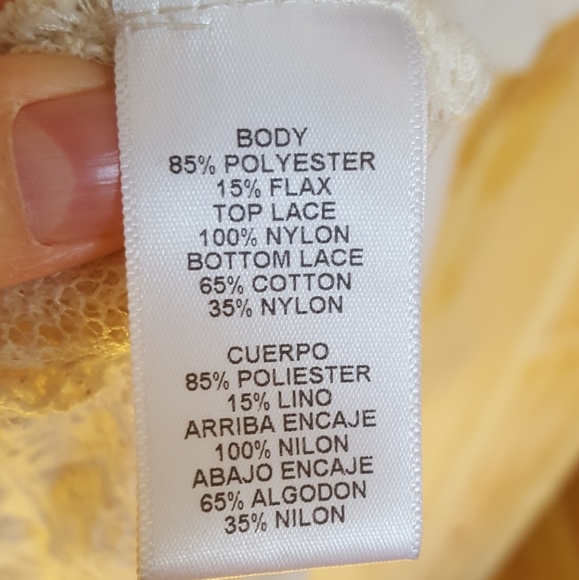 BODY
85% POLYESTER
15% FLAX
TOP LACE
100% NYLON
BOTTOM LACE
65% COTTON
35% NYLON
CUERPO
85% POLIESTER
15% LINO
ARRIBA ENCAJE
100% NILON
ABAJO ENCAJE
65% ALGODON
35% NILON